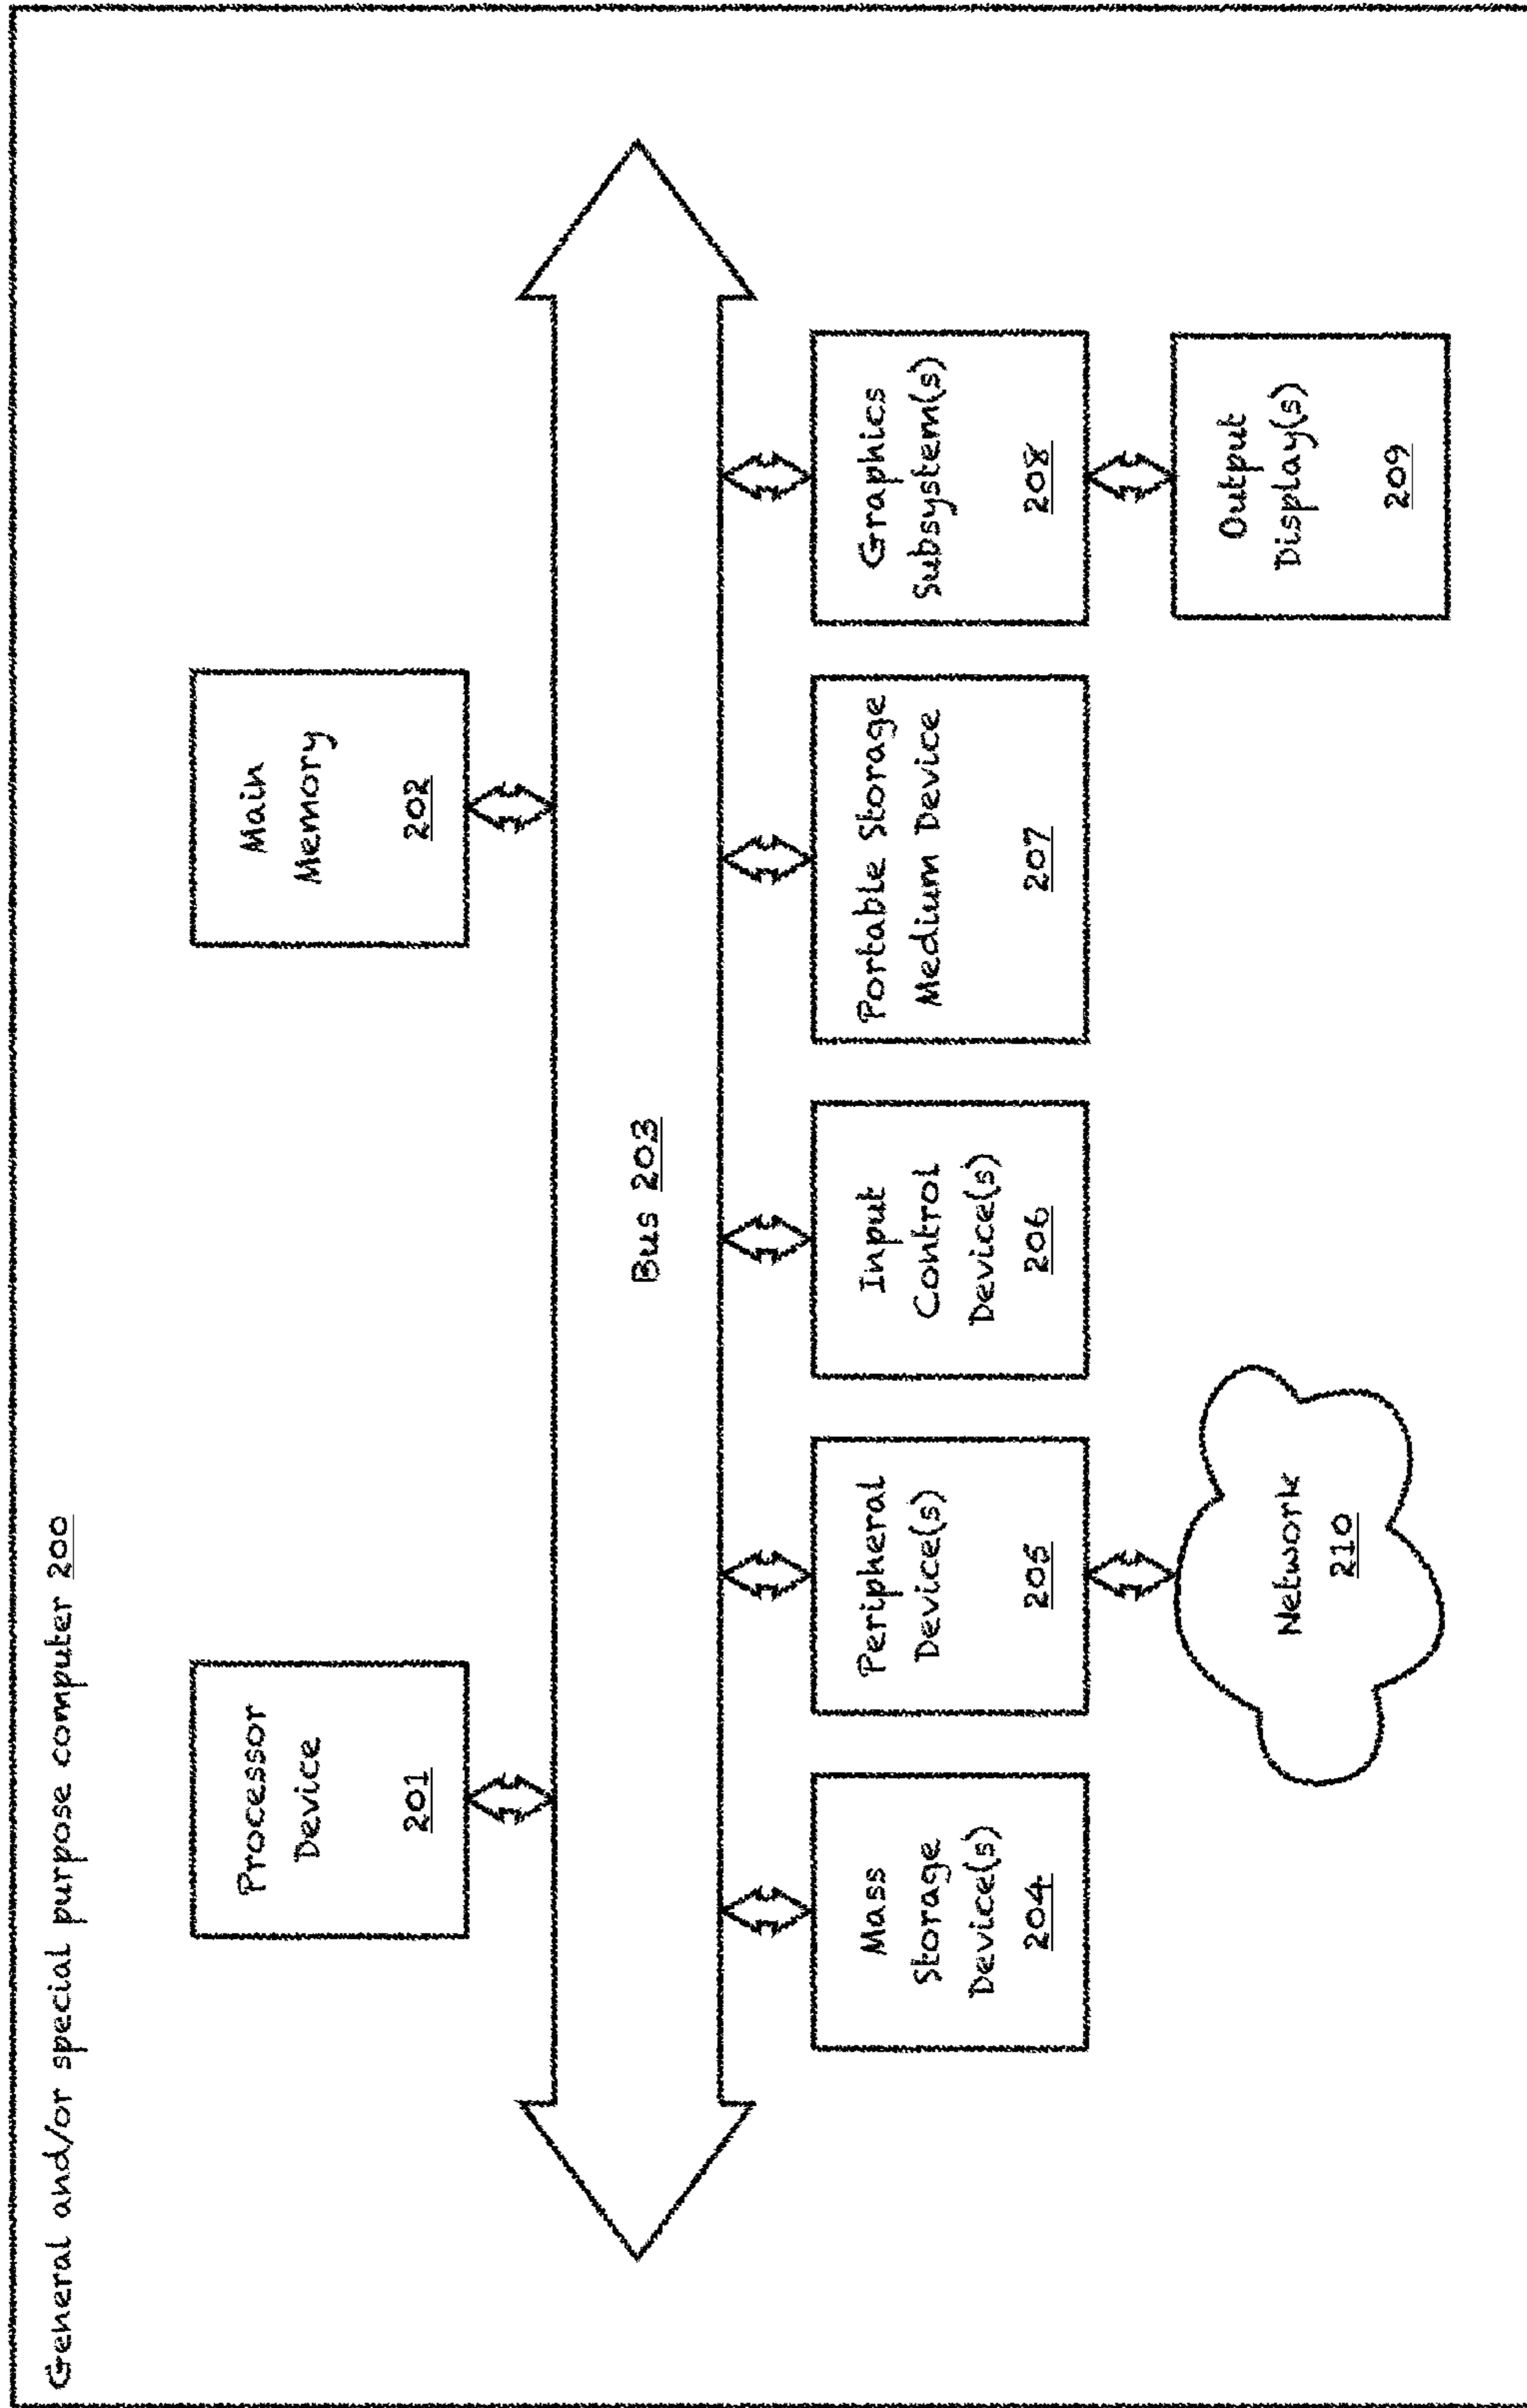 General and/or special purpose computer 200
Processor
Device
201
Main
Memory
202
Bus 203
Mass
Storage
Device(s)
204
Peripheral
Device(s)
205
Input
Control
Device(s)
206
Portable Storage
Medium Device
207
Graphics
Subsystem(s)
208
Network
210
Output
Display(s)
209